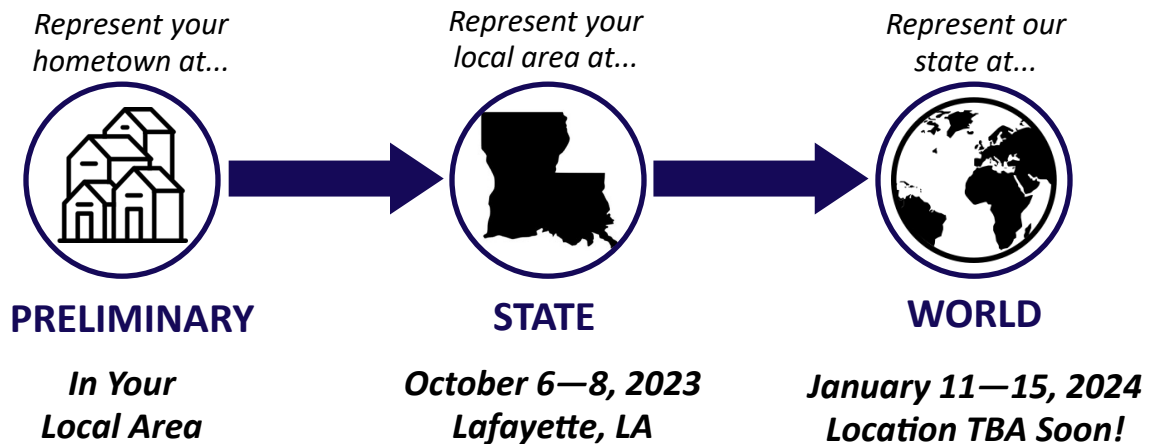 Represent your
hometown at...
Represent your
local area at...
Represent our
state at...
PRELIMINARY
STATE
WORLD
In Your
Local Area
October 6—8, 2023
Lafayette, LA
January 11—15, 2024
Location TBA Soon!